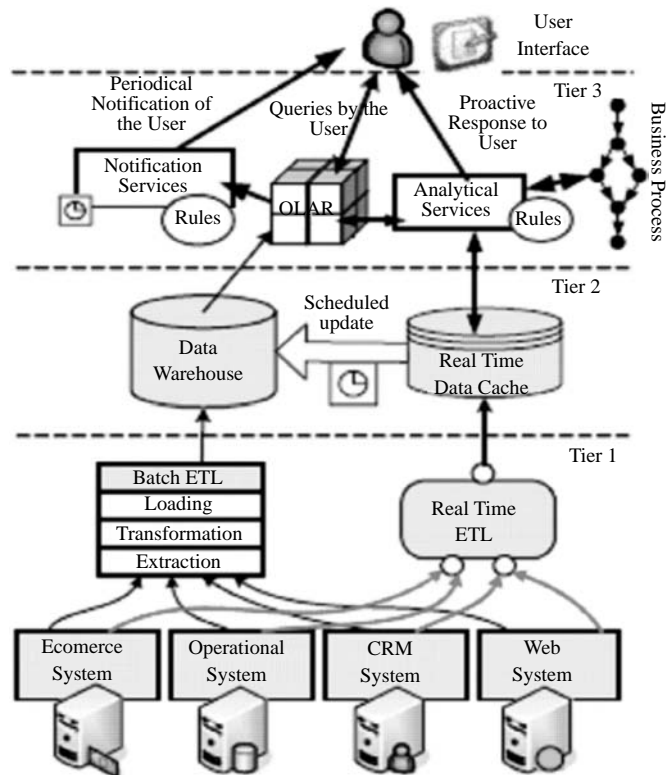 User
Interface
Tier 3
Periodical
Notification of
the User
Queries by the
User
Proactive
Response to
User
Business Process
Notification
Services
Rules
OLAR
Analytical
Services
Rules
Tier 2
Scheduled
update
Data
Warehouse
Real Time
Data Cache
Tier 1
Batch ETL
Loading
Transformation
Extraction
Real Time
ETL
Ecomerce
System
Operational
System
CRM
System
Web
System